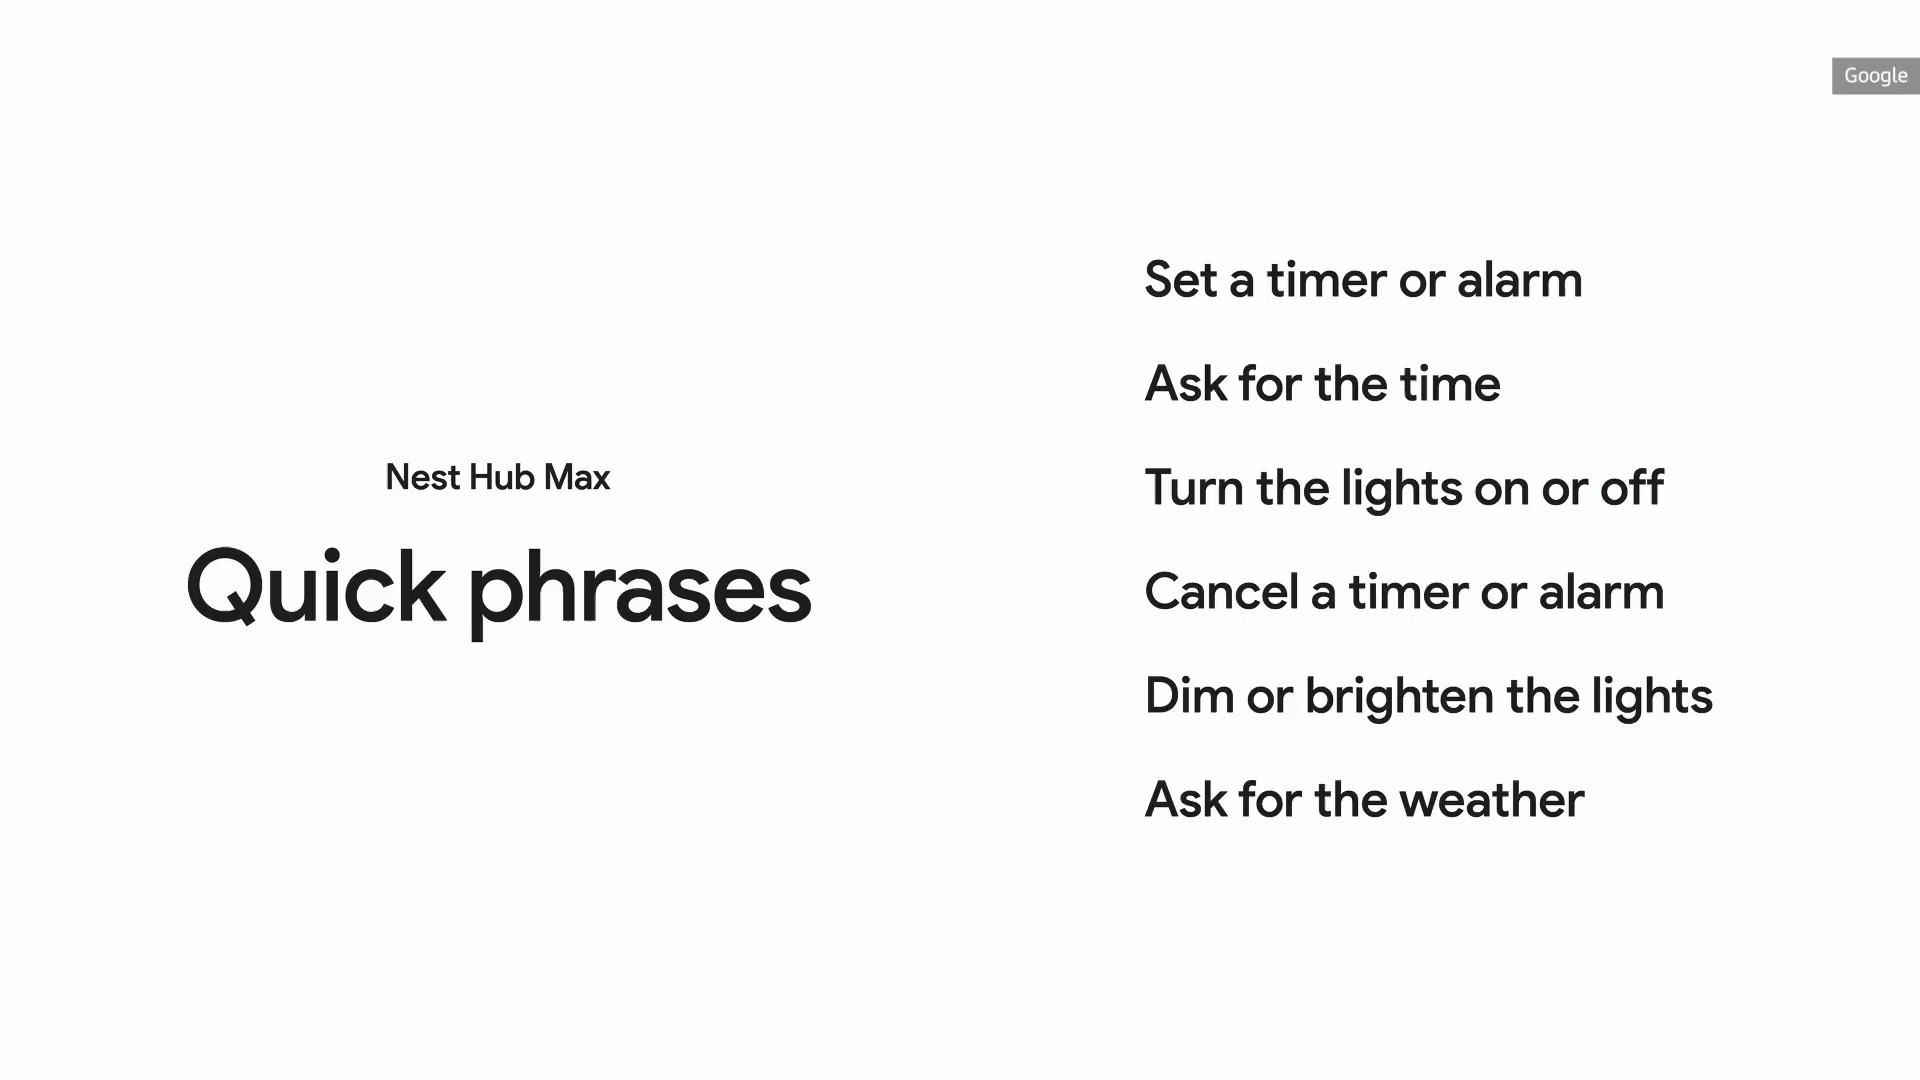 Google
Nest Hub Max
Quick phrases
Set a timer or alarm
Ask for the time
Turn the lights on or off
Cancel a timer or alarm
Dim or brighten the lights
Ask for the weather